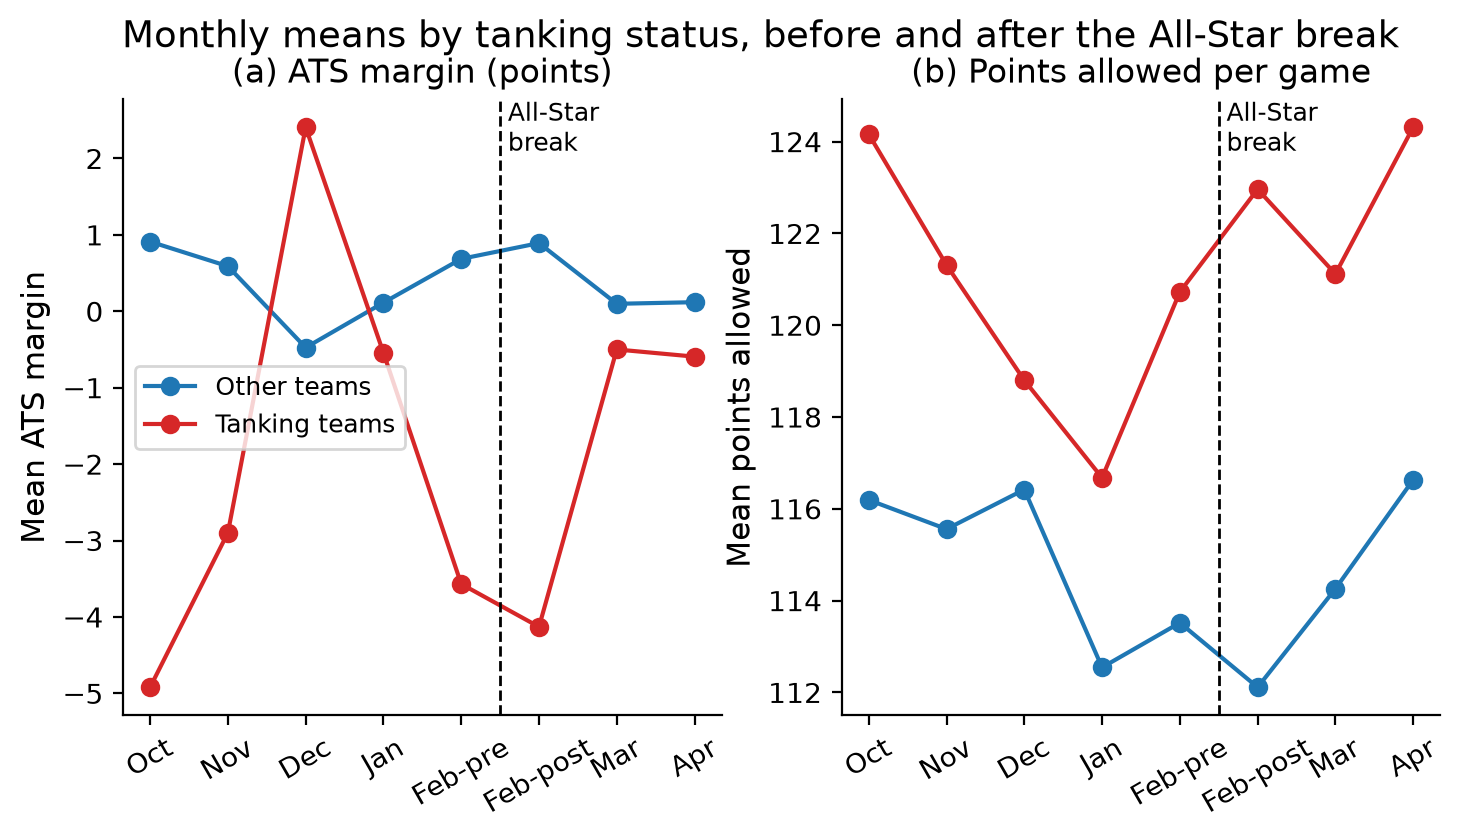 Monthly means by tanking status, before and after the All-Star break
(a) ATS margin (points)
Mean ATS margin
2
1
0
−1
−2
−3
−4
−5
All-Star
break
Other teams
Tanking teams
Oct
Nov
Dec
Jan
Feb-pre
Feb-post
Mar
Apr
(b) Points allowed per game
Mean points allowed
124
122
120
118
116
114
112
All-Star
break
Oct
Nov
Dec
Jan
Feb-pre
Feb-post
Mar
Apr